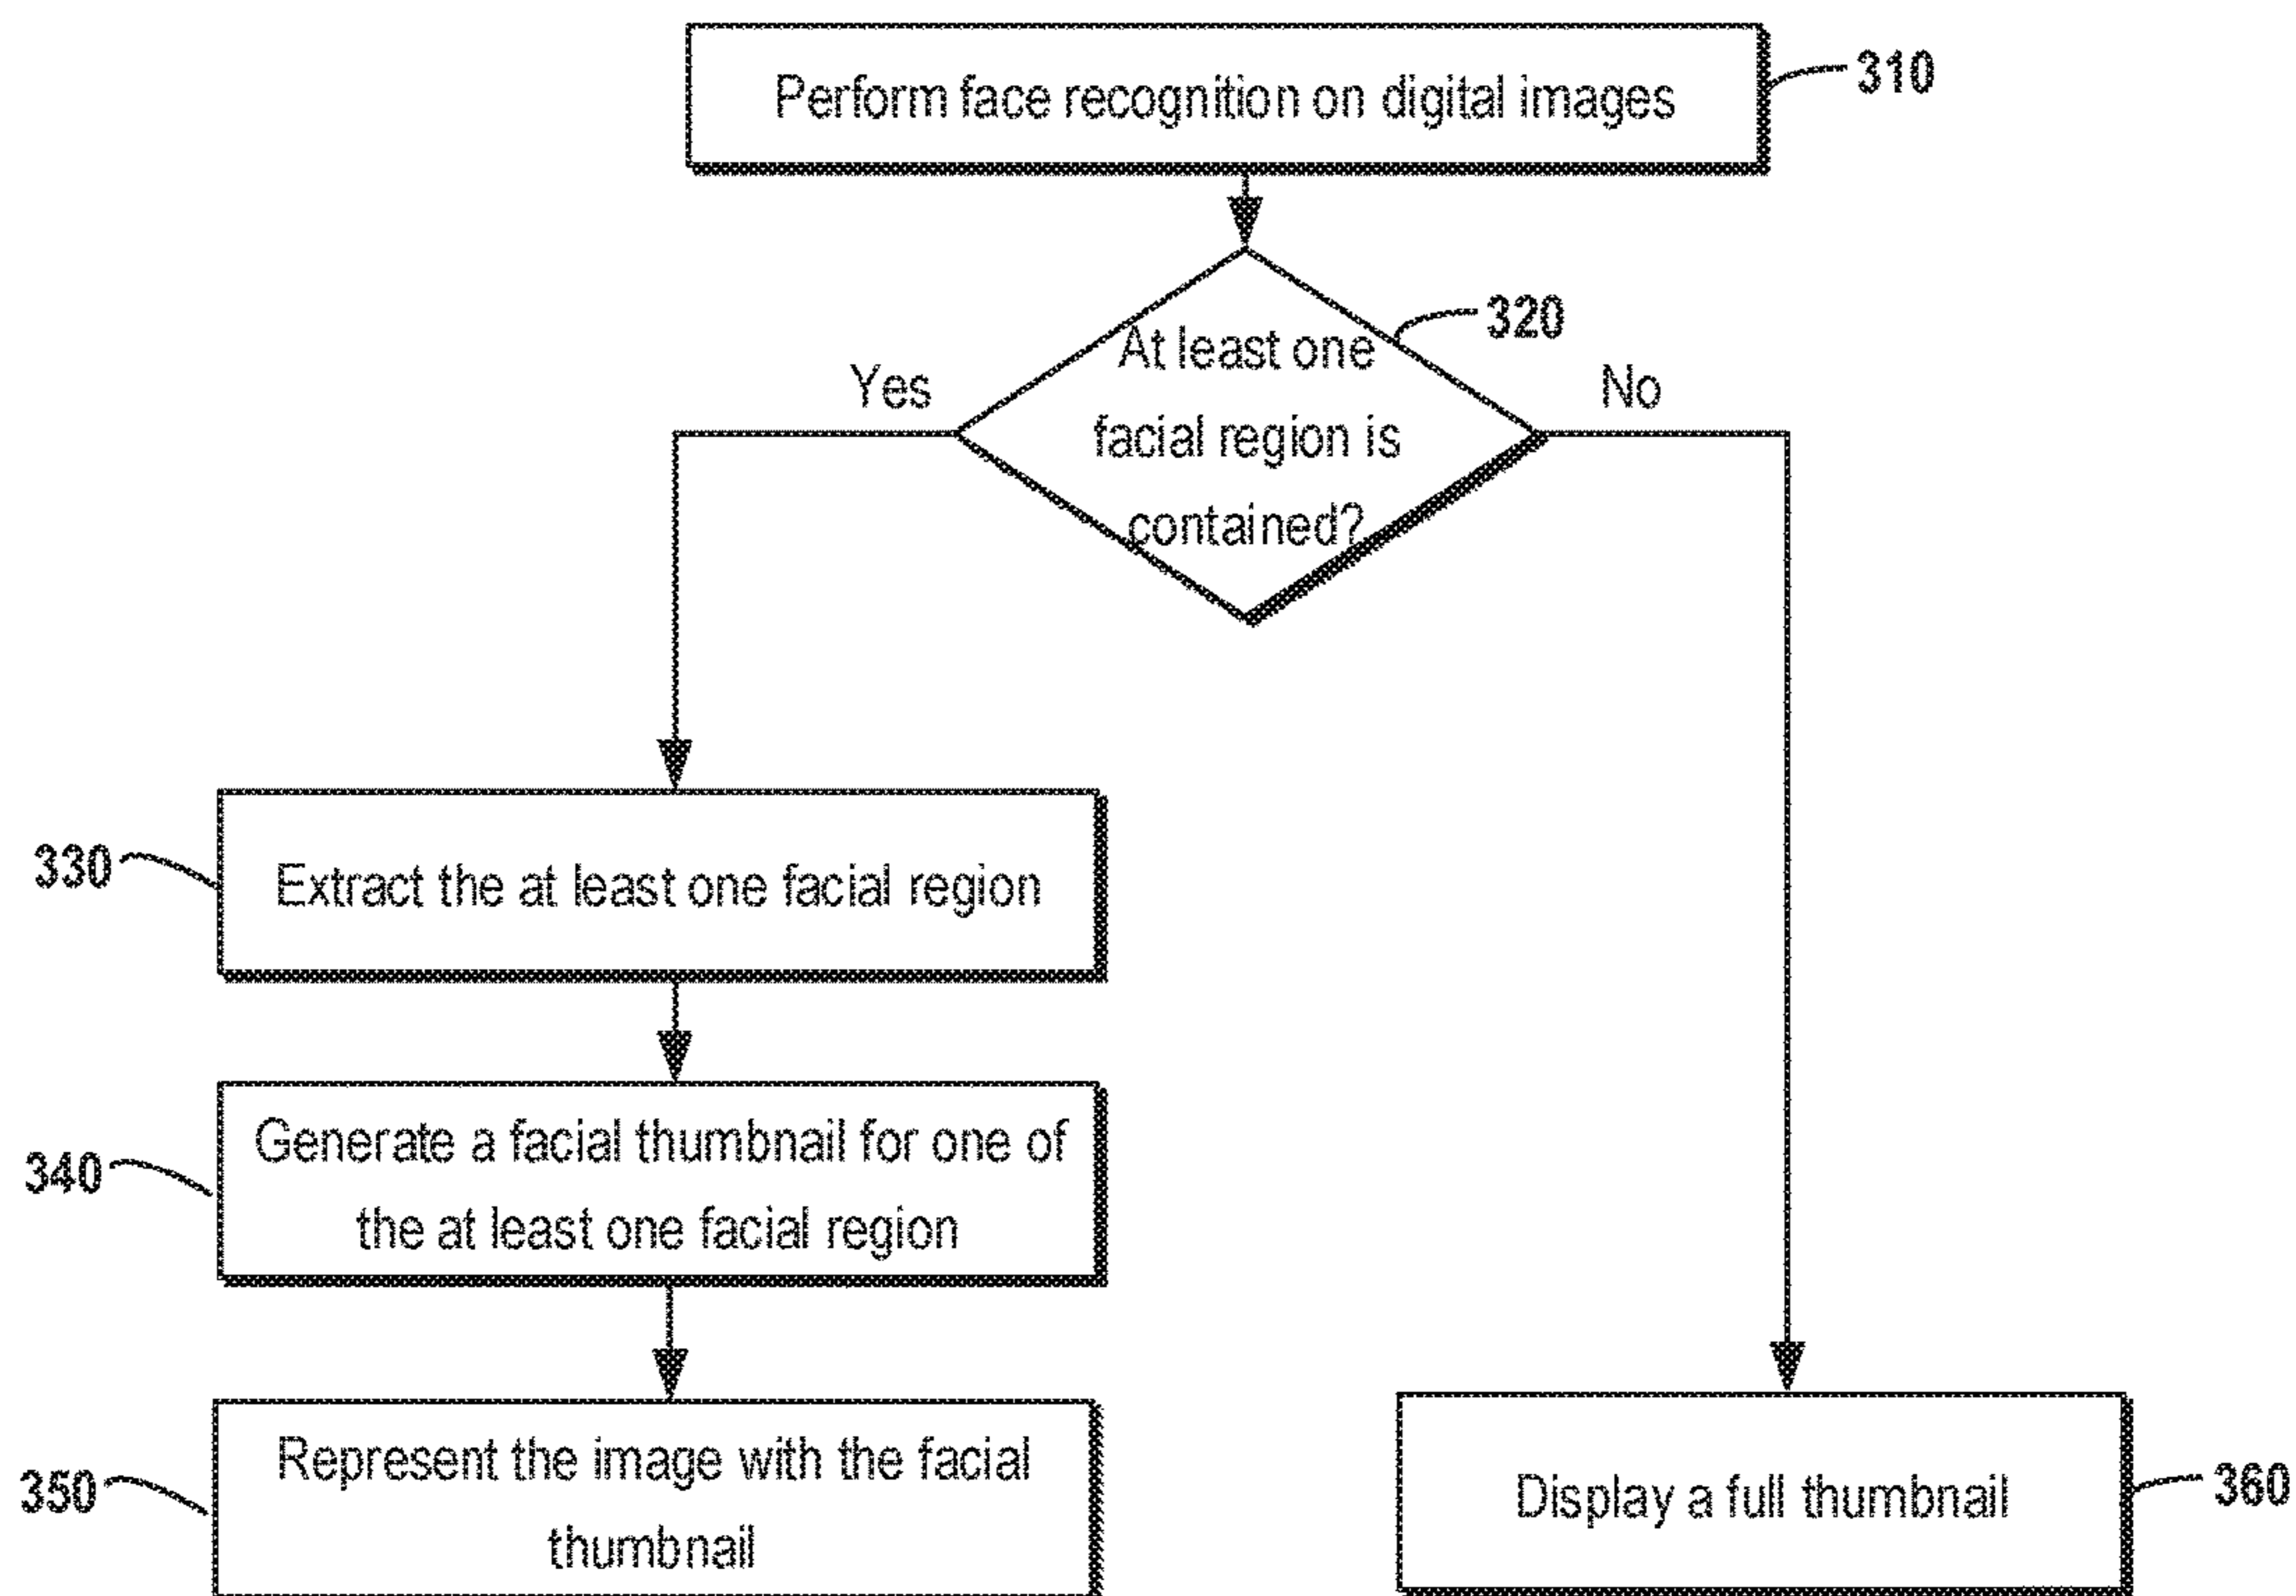 Perform face recognition on digital images
310
At least one
facial region is
contained?
320
Yes
No
330
Extract the at least one facial region
340
Generate a facial thumbnail for one of
the at least one facial region
350
Represent the image with the facial
thumbnail
Display a full thumbnail
360